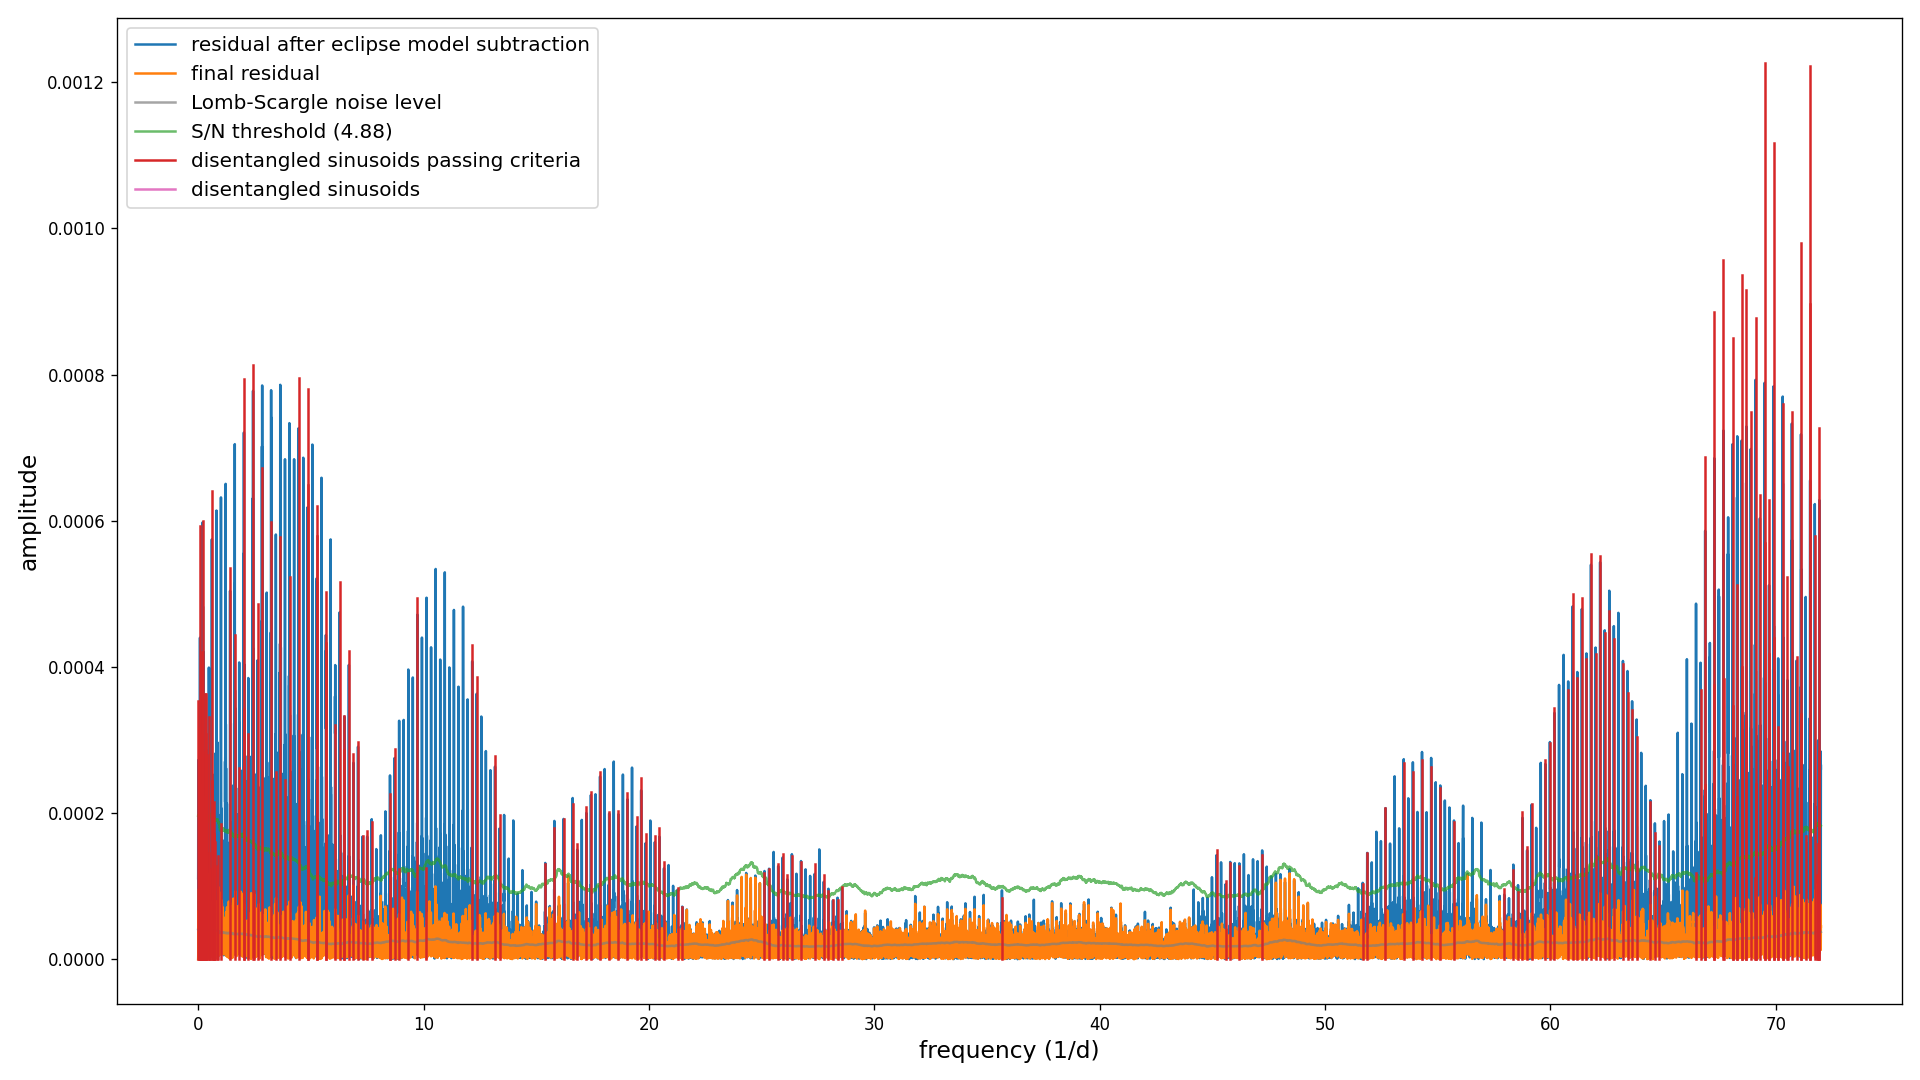 residual after eclipse model subtraction
final residual
Lomb-Scargle noise level
S/N threshold (4.88)
disentangled sinusoids passing criteria
disentangled sinusoids
0.0012
0.0010
0.0008
0.0006
0.0004
0.0002
0.0000
amplitude
0 10 20 30 40 50 60 70
frequency (1/d)